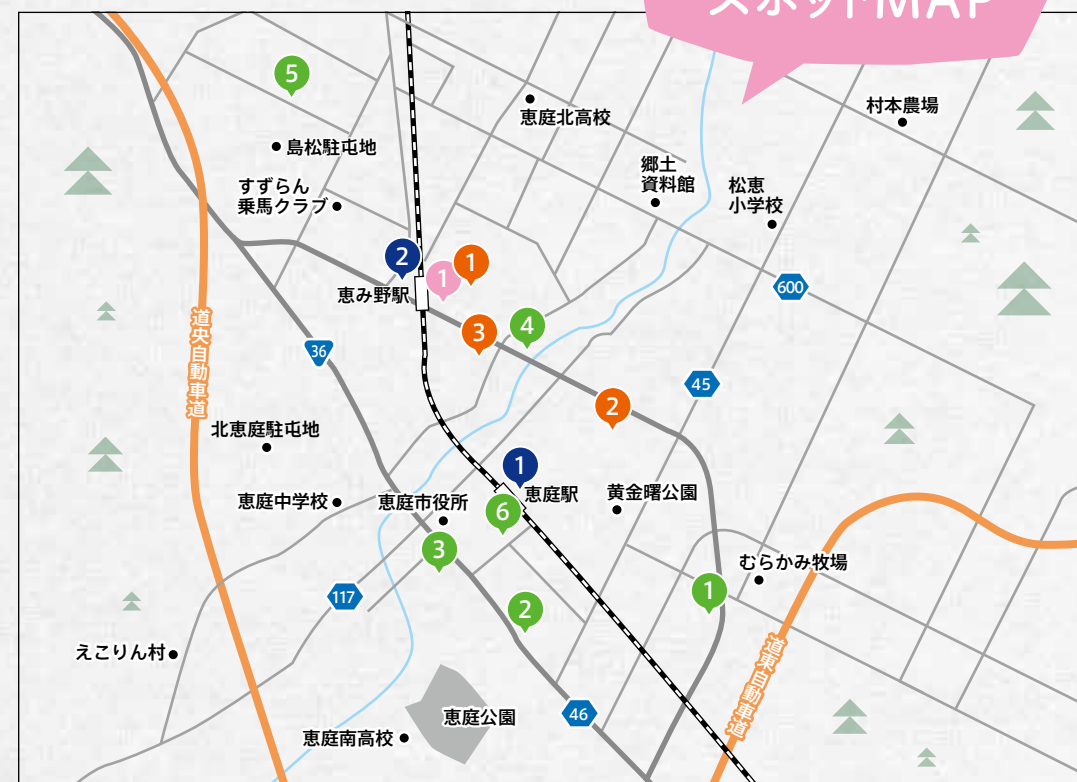 スポットMAP
5
恵庭北高校
村本農場
島松駐屯地
郷土
資料館
松恵
小学校
すずらん
乗馬クラブ
2
1
1
恵み野駅
600
3
4
道央自動車道
36
45
2
北恵庭駐屯地
1
恵庭駅
黄金曜公園
恵庭中学校
恵庭市役所
6
3
むらかみ牧場
117
2
1
えこりん村
道東自動車道
恵庭公園
46
恵庭南高校